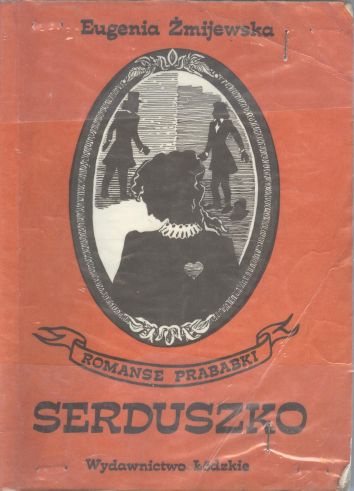 Eugenia Żmijewska
ROMANSE PRABABKI
SERDUSZKO
Wydawnictwo Łódzkie